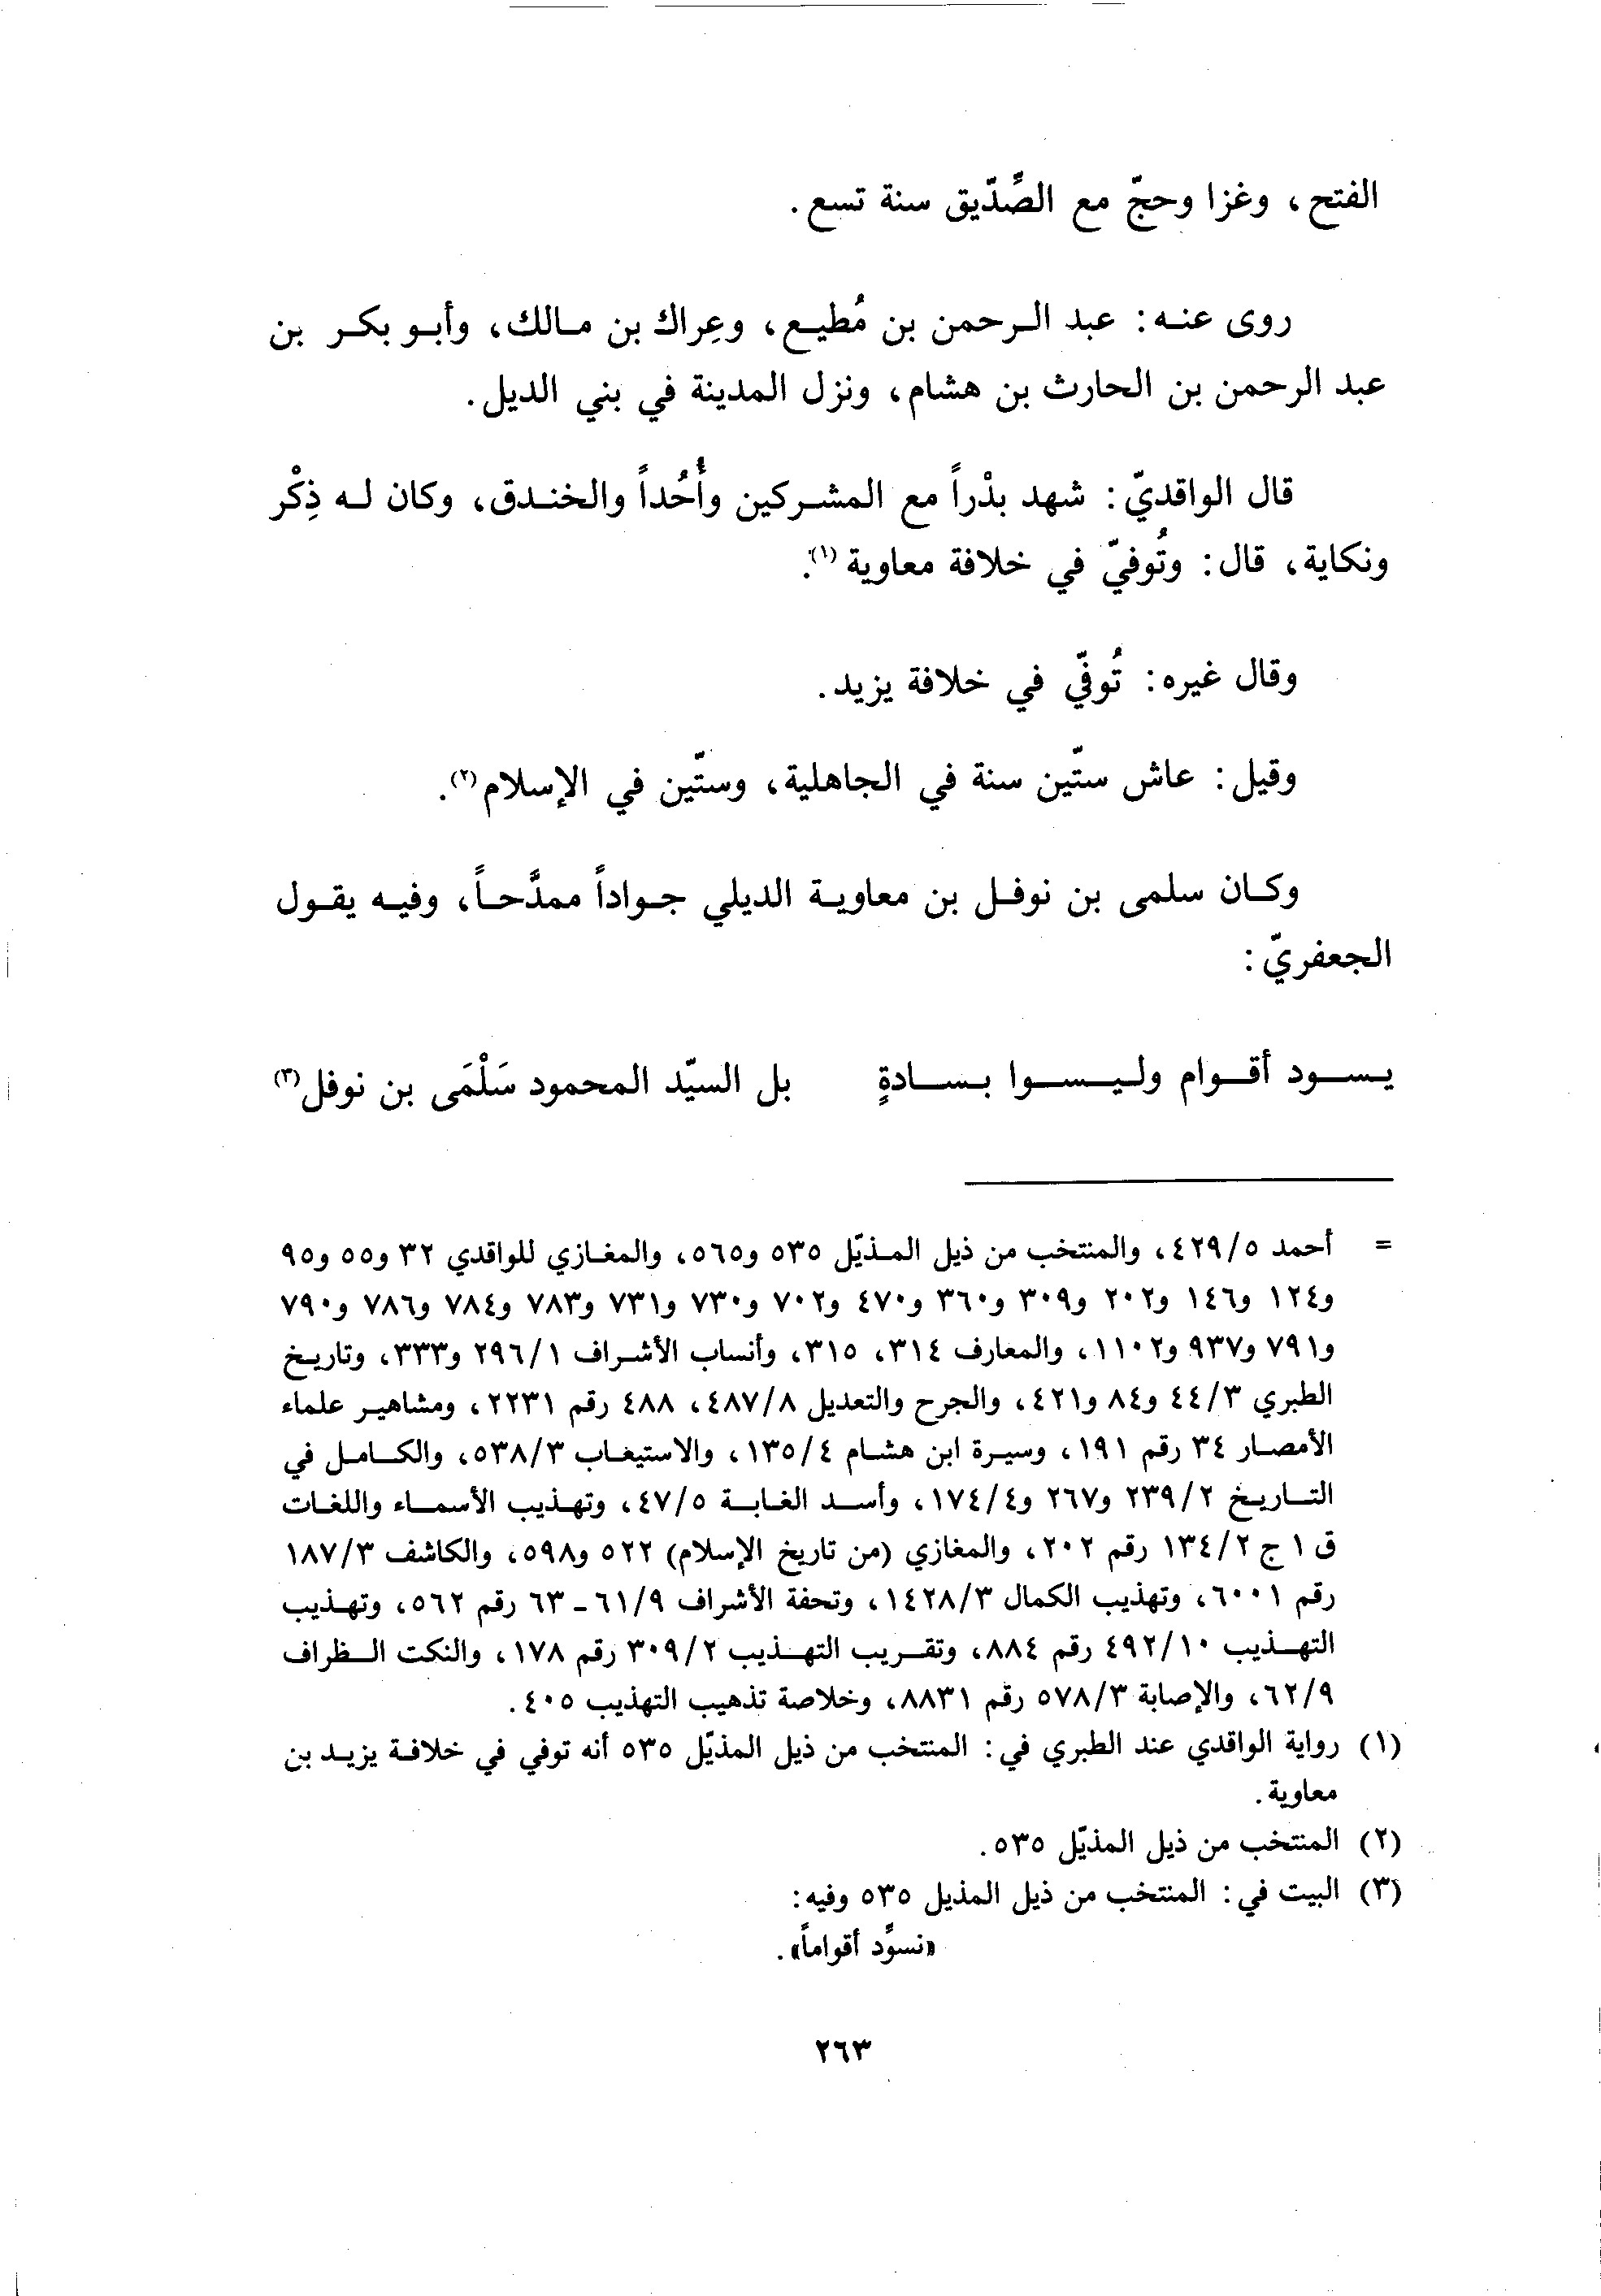 الفتح، وغزا وحجّ مع الصِّدّيق سنة تسع.
روى عنه: عبد الرحمن بن مُطيع، وعِراك بن مالك، وأبو بكر بن
عبد الرحمن بن الحارث بن هشام، ونزل المدينة في بني الديل.
قال الواقديّ: شهد بدْراً مع المشركين وأُحُداً والخندق، وكان له ذِكْر
ونكاية، قال: وتُوفيّ في خلافة معاوية(١).
وقال غيره: تُوفّي في خلافة يزيد.
وقيل: عاش ستّين سنة في الجاهلية، وستّين في الإسلام(٢).
وكان سلمى بن نوفل بن معاوية الديلي جواداً ممدَّحاً، وفيه يقول
الجعفريّ:
يسود أقوام وليسوا بسادةٍ بل السيّد المحمود سَلْمَى بن نوفل(٣)
= أحمد ٤٢٩/٥، والمنتخب من ذيل المذيّل ٥٣٥ و٥٦٥، والمغازي للواقدي ٣٢ و٥٥ و٩٥
و١٢٤ و١٤٦ و٢٠٢ و٣٠٩ و٣٦٠ و٤٧٠ و٧٠٢ و٧٣٠ و٧٣١ و٧٨٣ و٧٨٤ و٧٨٦ و٧٩٠
و٧٩١ و٩٣٧ و١١٠٢، والمعارف ٣١٤، ٣١٥، وأنساب الأشراف ٢٩٦/١ و٣٣٣، وتاريخ
الطبري ٤٤/٣ و٨٤ و٤٢١، والجرح والتعديل ٤٨٧/٨، ٤٨٨ رقم ٢٢٣١، ومشاهير علماء
الأمصار ٣٤ رقم ١٩١، وسيرة ابن هشام ١٣٥/٤، والاستيعاب ٥٣٨/٣، والكامل في
التاريخ ٢٣٩/٢ و٢٦٧ و١٧٤/٤، وأسد الغابة ٤٧/٥، وتهذيب الأسماء واللغات
ق ١ ج ١٣٤/٢ رقم ٢٠٢، والمغازي (من تاريخ الإسلام) ٥٢٢ و٥٩٨، والكاشف ١٨٧/٣
رقم ٦٠٠١، وتهذيب الكمال ١٤٢٨/٣، وتحفة الأشراف ٦١/٩ ـ ٦٣ رقم ٥٦٢، وتهذيب
التهذيب ٤٩٢/١٠ رقم ٨٨٤، وتقريب التهذيب ٣٠٩/٢ رقم ١٧٨، والنكت الظراف
٦٢/٩، والإصابة ٥٧٨/٣ رقم ٨٨٣١، وخلاصة تذهيب التهذيب ٤٠٥.
(١) رواية الواقدي عند الطبري في: المنتخب من ذيل المذيّل ٥٣٥ أنه توفي في خلافة يزيد بن
معاوية.
(٢) المنتخب من ذيل المذيّل ٥٣٥.
(٣) البيت في: المنتخب من ذيل المذيل ٥٣٥ وفيه:
«نسوِّد أقواماً».
٢٦٣